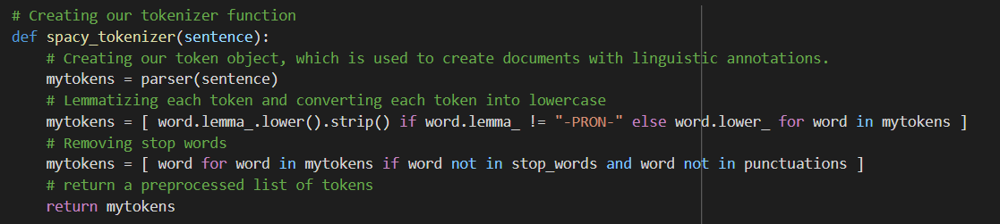 # Creating our tokenizer function
def spacy_tokenizer(sentence):
    # Creating our token object, which is used to create documents with linguistic annotations.
    mytokens = parser(sentence)
    # Lemmatizing each token and converting each token into lowercase
    mytokens = [ word.lemma_.lower().strip() if word.lemma_ != "-PRON-" else word.lower_ for word in mytokens ]
    # Removing stop words
    mytokens = [ word for word in mytokens if word not in stop_words and word not in punctuations ]
    # return a preprocessed list of tokens
    return mytokens